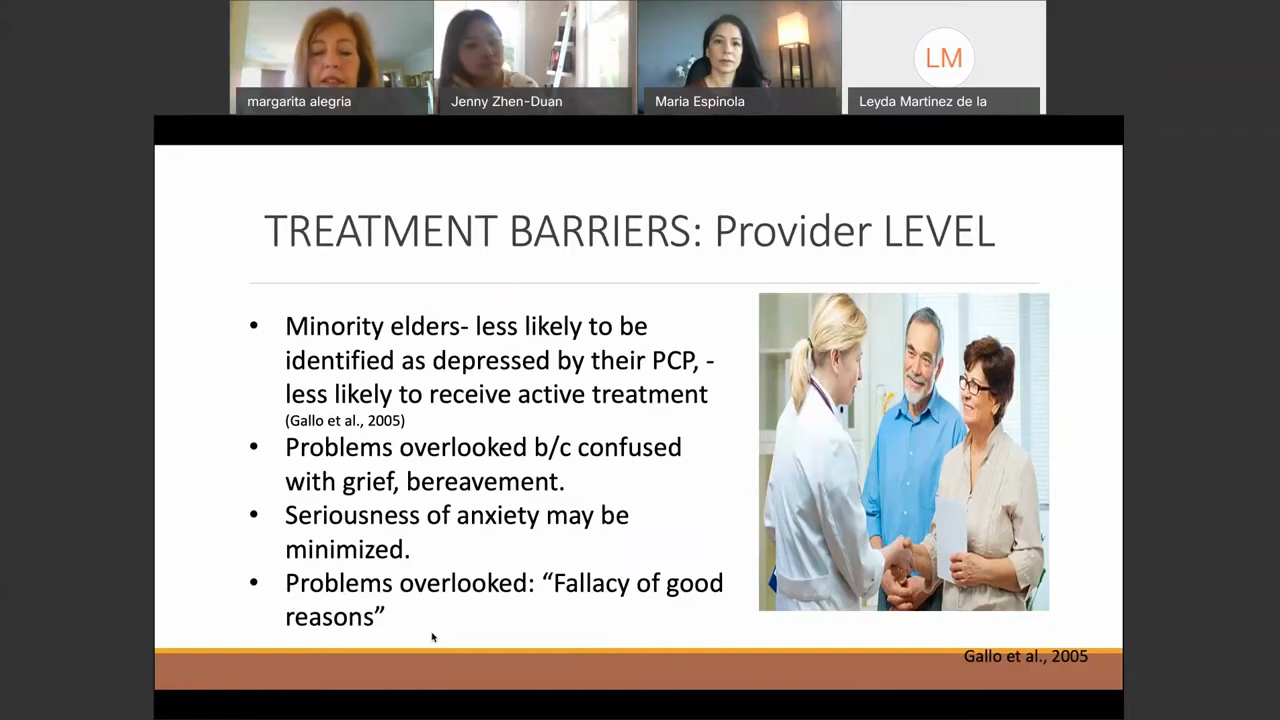 margarita alegria
Jenny Zhen-Duan
Maria Espinola
LM
Leyda Martinez de la
TREATMENT BARRIERS: Provider LEVEL
• Minority elders- less likely to be
identified as depressed by their PCP, -
less likely to receive active treatment
(Gallo et al., 2005)
• Problems overlooked b/c confused
with grief, bereavement.
• Seriousness of anxiety may be
minimized.
• Problems overlooked: “Fallacy of good
reasons”
Gallo et al., 2005